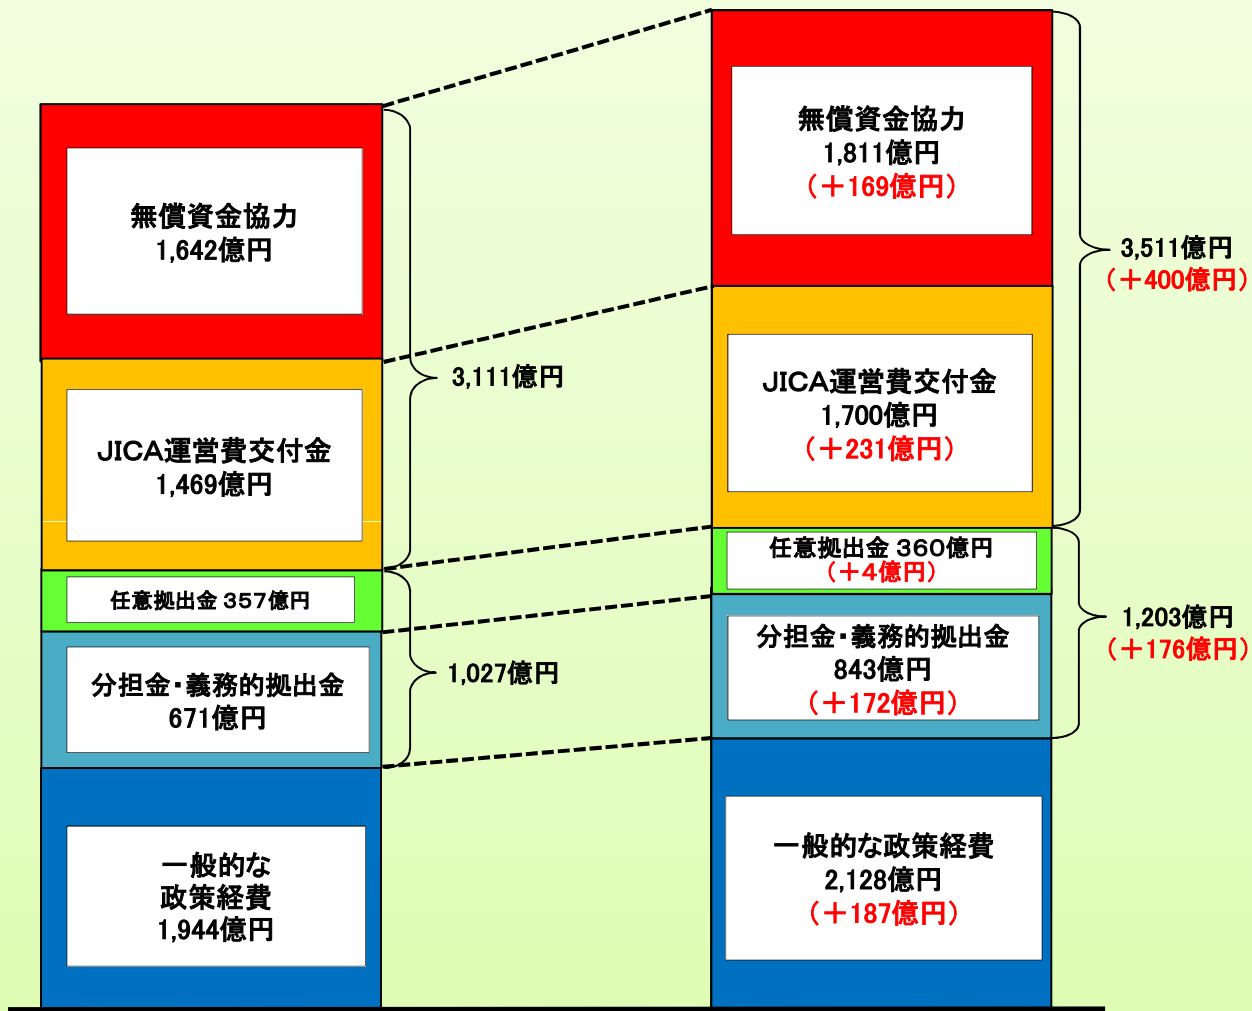 無償資金協力
1,642億円
JICA運営費交付金
1,469億円
任意拠出金 357億円
分担金・義務的拠出金
671億円
一般的な
政策経費
1,944億円
3,111億円
1,027億円
無償資金協力
1,811億円
(+169億円)
JICA運営費交付金
1,700億円
(+231億円)
任意拠出金 360億円
(+4億円)
分担金・義務的拠出金
843億円
(+172億円)
一般的な政策経費
2,128億円
(+187億円)
3,511億円
(+400億円)
1,203億円
(+176億円)